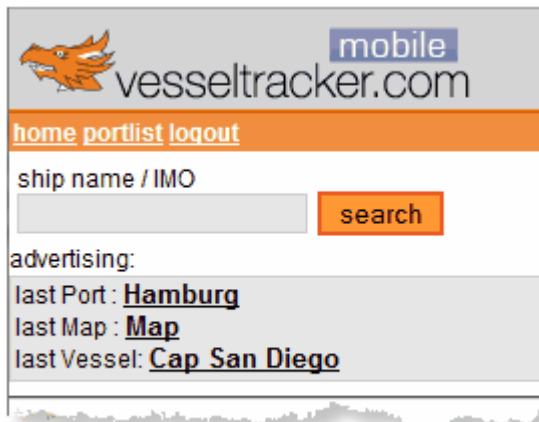 mobile
vesseltracker.com
home portlist logout
ship name / IMO
search
advertising:
last Port : Hamburg
last Map : Map
last Vessel: Cap San Diego